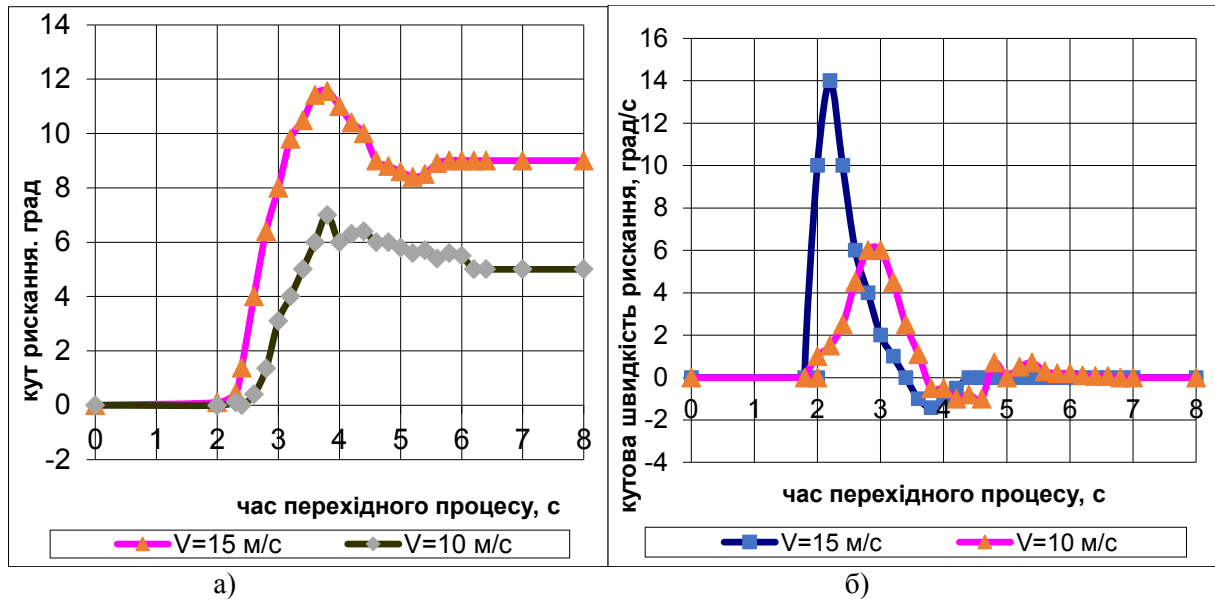 кут рискання. град
14
12
10
8
6
4
2
0
-2
0 1 2 3 4 5 6 7 8
час перехідного процесу, с
V=15 м/с V=10 м/с
а)
кутова швидкість рискання, град/с
16
14
12
10
8
6
4
2
0
-2
-4
0 1 2 3 4 5 6 7 8
час перехідного процесу, с
V=15 м/с V=10 м/с
б)